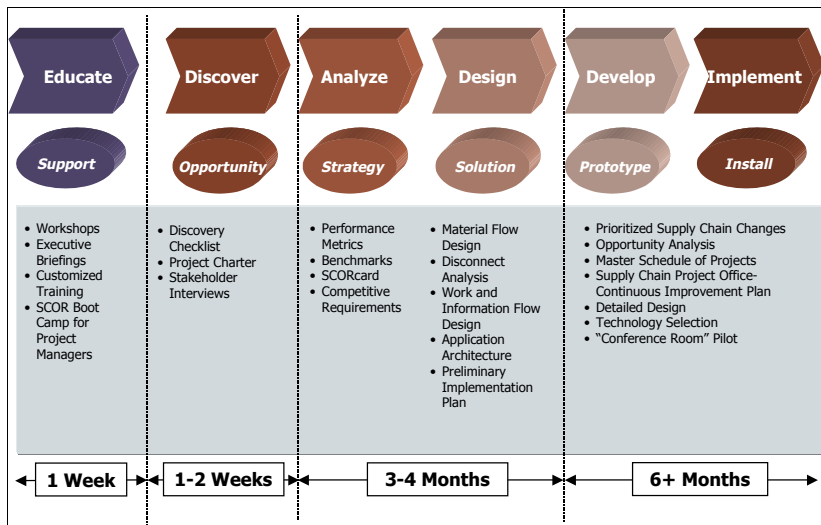 Educate
Discover
Analyze
Design
Develop
Implement
Support
Opportunity
Strategy
Solution
Prototype
Install
• Workshops
• Executive
Briefings
• Customized
Training
• SCOR Boot
Camp for
Project
Managers
• Discovery
Checklist
• Project Charter
• Stakeholder
Interviews
• Performance
Metrics
• Benchmarks
• SCORcard
• Competitive
Requirements
• Material Flow
Design
• Disconnect
Analysis
• Work and
Information Flow
Design
• Application
Architecture
• Preliminary
Implementation
Plan
• Prioritized Supply Chain Changes
• Opportunity Analysis
• Master Schedule of Projects
• Supply Chain Project Office-
Continuous Improvement Plan
• Detailed Design
• Technology Selection
• “Conference Room” Pilot
1 Week
1-2 Weeks
3-4 Months
6+ Months